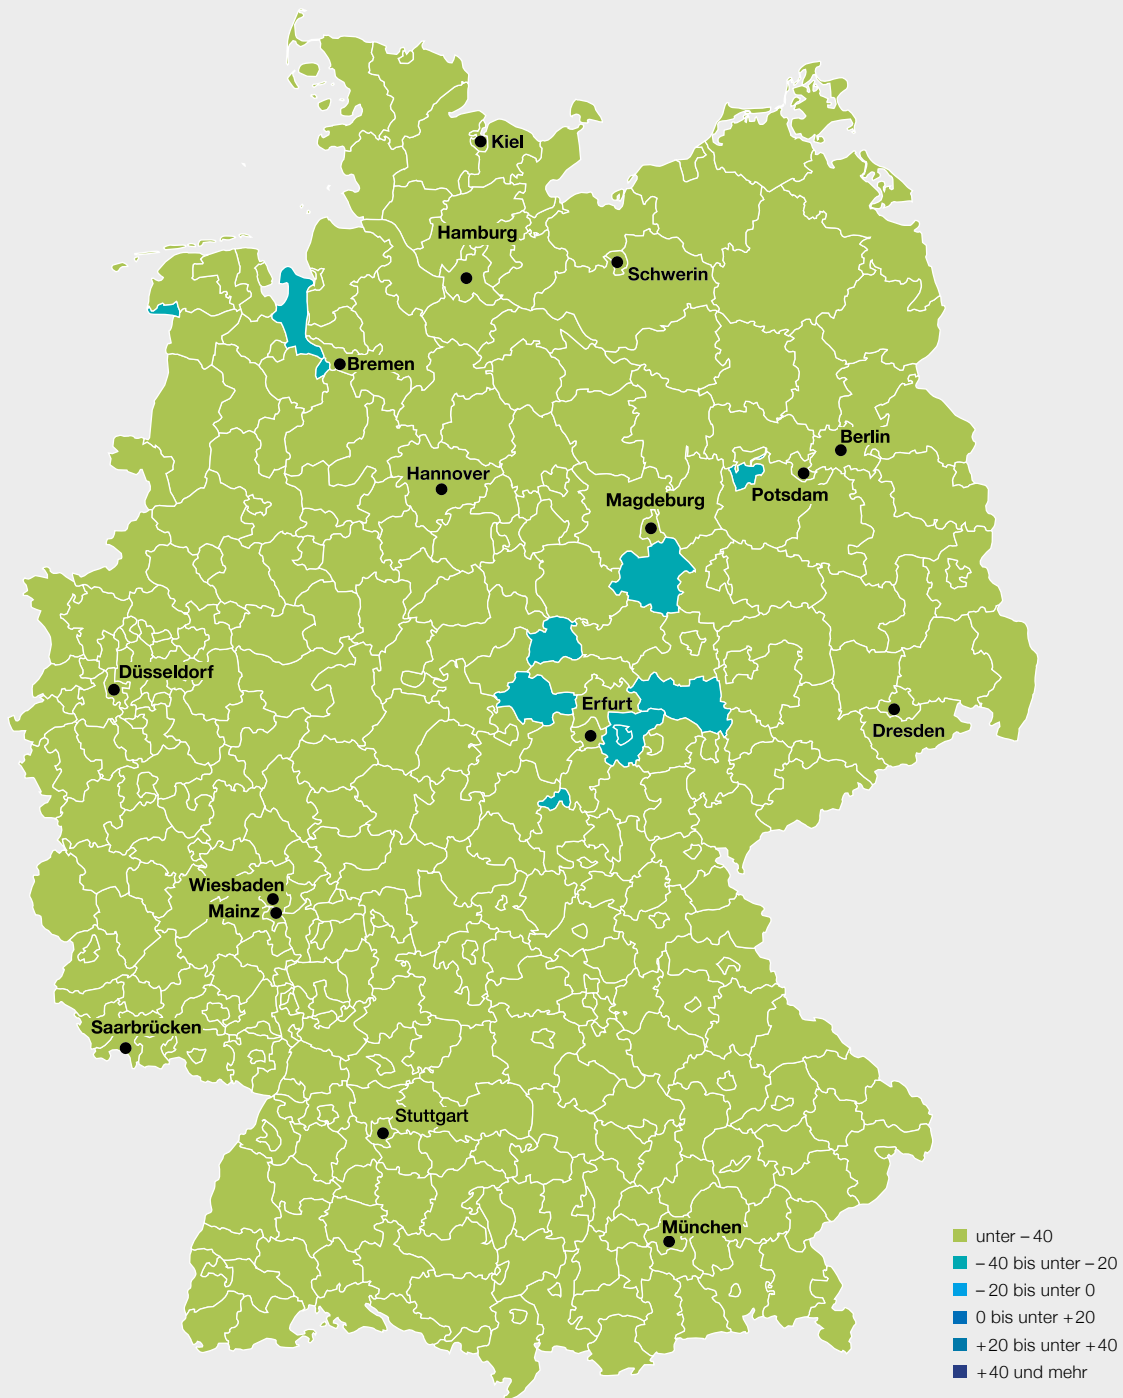 Kiel
Hamburg
Schwerin
Bremen
Berlin
Hannover
Magdeburg
Potsdam
Düsseldorf
Erfurt
Dresden
Wiesbaden
Mainz
Saarbrücken
Stuttgart
München
unter – 40
– 40 bis unter – 20
– 20 bis unter 0
0 bis unter +20
+20 bis unter +40
+40 und mehr